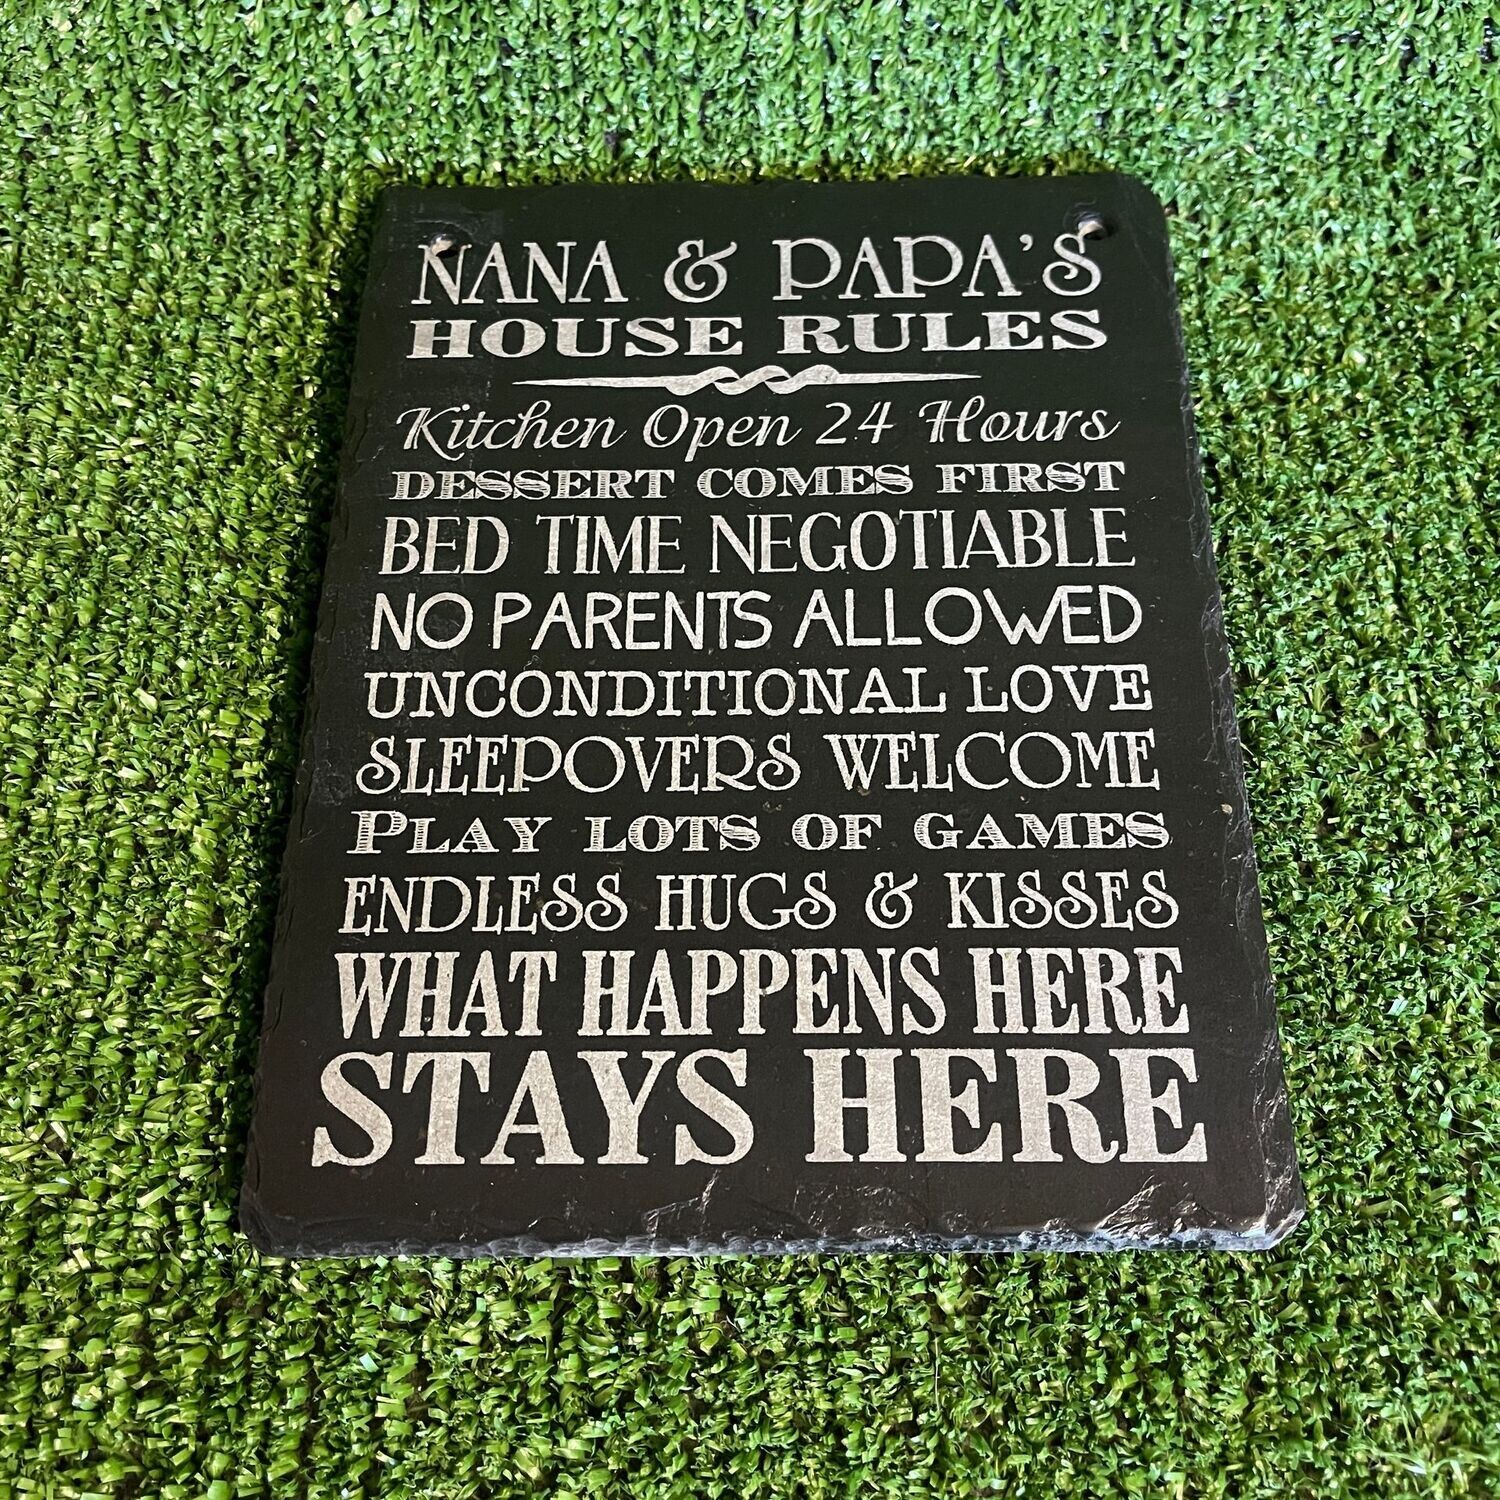 NANA & PAPA'S
HOUSE RULES
Kitchen Open 24 Hours
DESSERT COMES FIRST
BED TIME NEGOTIABLE
NO PARENTS ALLOWED
UNCONDITIONAL LOVE
SLEEPOVERS WELCOME
PLAY LOTS OF GAMES
ENDLESS HUGS & KISSES
WHAT HAPPENS HERE
STAYS HERE